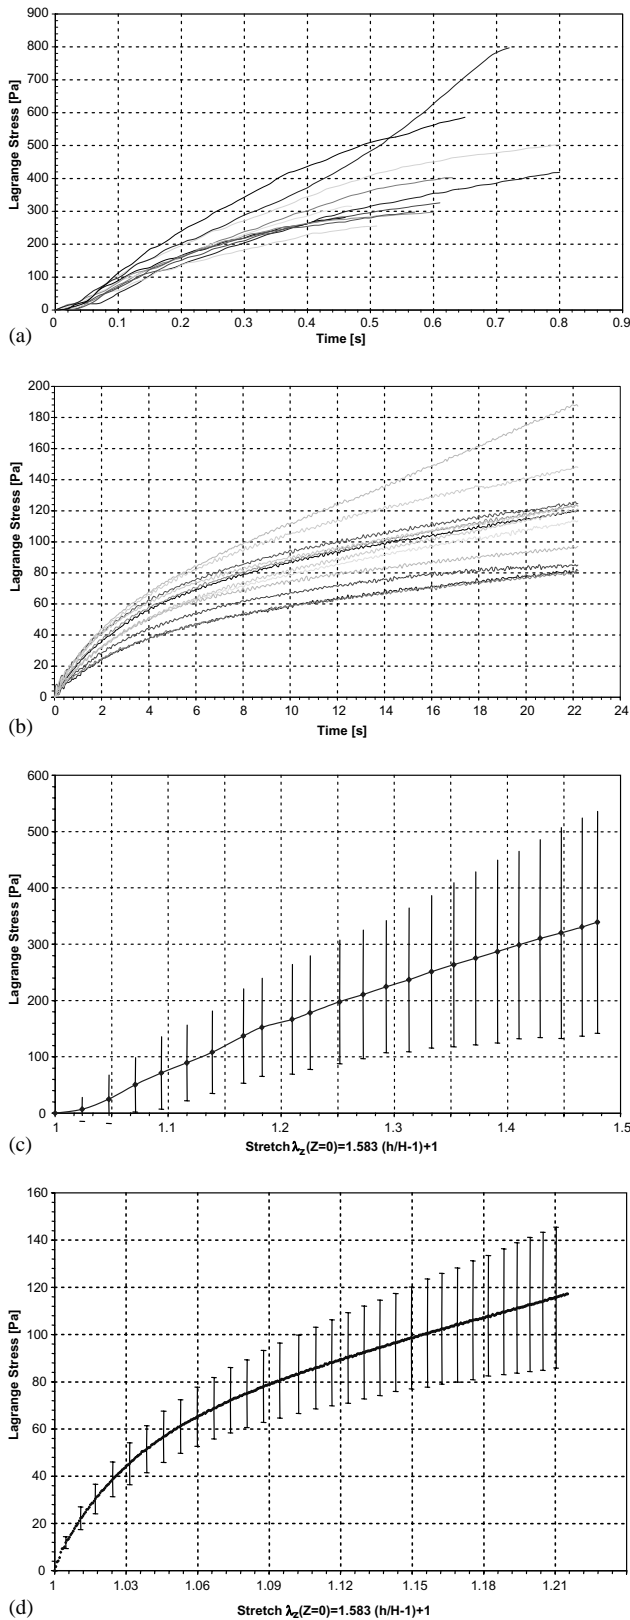 900
800
700
600
500
400
300
200
100
0
Lagrange Stress [Pa]
0 0.1 0.2 0.3 0.4 0.5 0.6 0.7 0.8 0.9
Time [s]
(a)
200
180
160
140
120
100
80
60
40
20
0
Lagrange Stress [Pa]
0 2 4 6 8 10 12 14 16 18 20 22 24
Time [s]
(b)
600
500
400
300
200
100
0
Lagrange Stress [Pa]
1 1.1 1.2 1.3 1.4 1.5
Stretch λz(Z=0)=1.583 (h/H-1)+1
(c)
160
140
120
100
80
60
40
20
0
Lagrange Stress [Pa]
1 1.03 1.06 1.09 1.12 1.15 1.18 1.21
Stretch λz(Z=0)=1.583 (h/H-1)+1
(d)